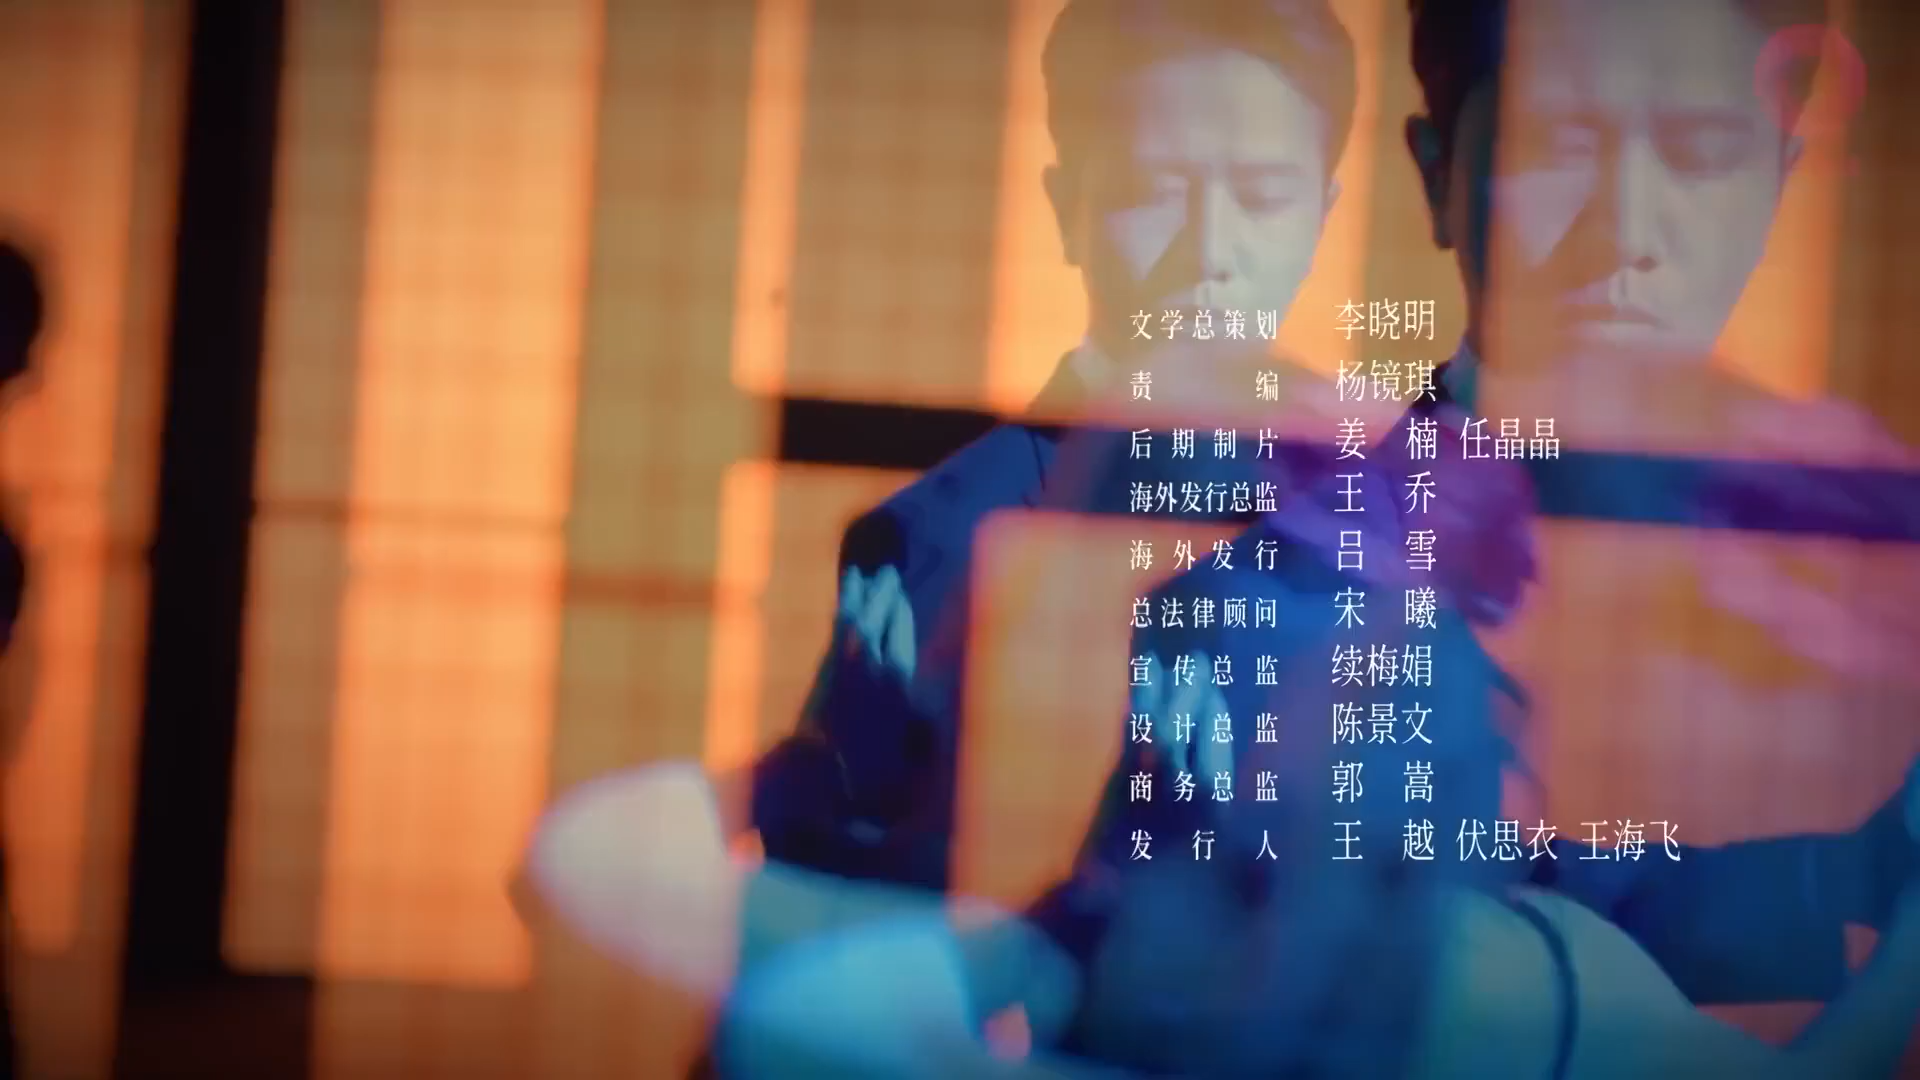 文学总策划 李晓明
责编 杨镜琪
后期制片 姜楠 任晶晶
海外发行总监 王乔
海外发行 吕雪
总法律顾问 宋曦
宣传总监 续梅娟
设计总监 陈景文
商务总监 郭嵩
发行人 王越 伏思衣 王海飞